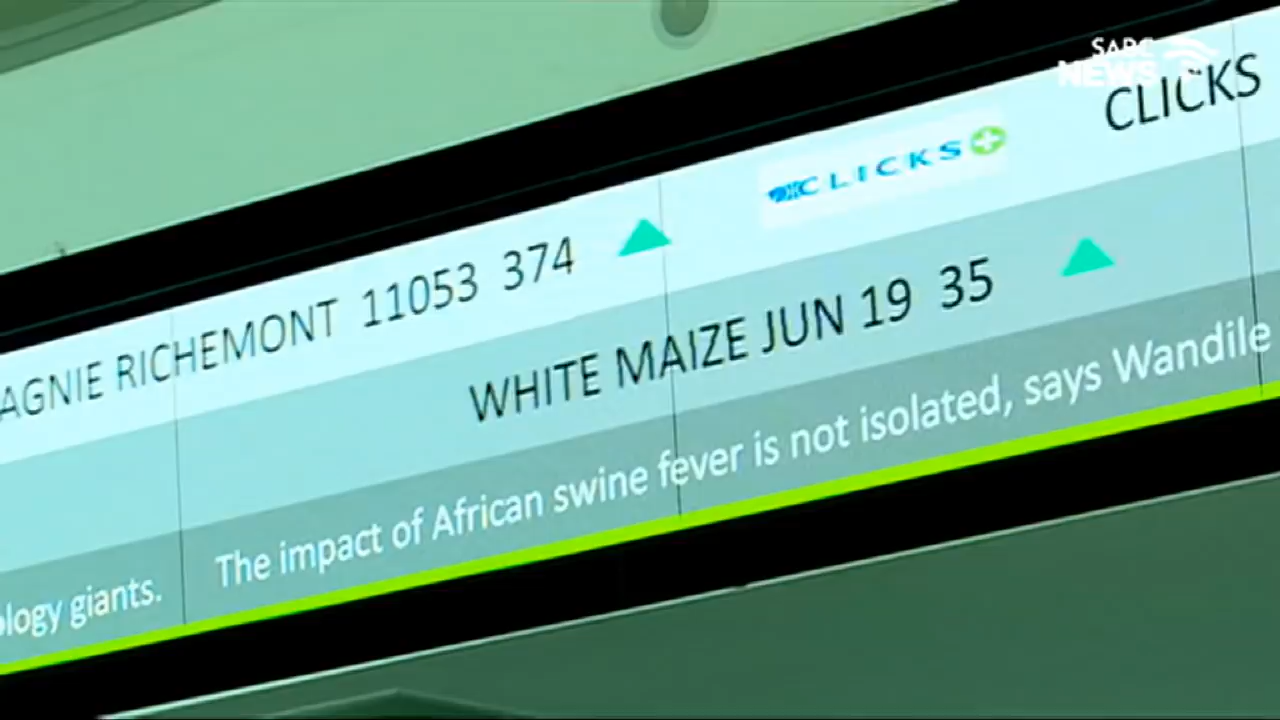 SABC
NEWS
CLICKS
CLICKS
AGNIE RICHEMONT 11053 374
WHITE MAIZE JUN 19 35
ology giants. The impact of African swine fever is not isolated, says Wandile